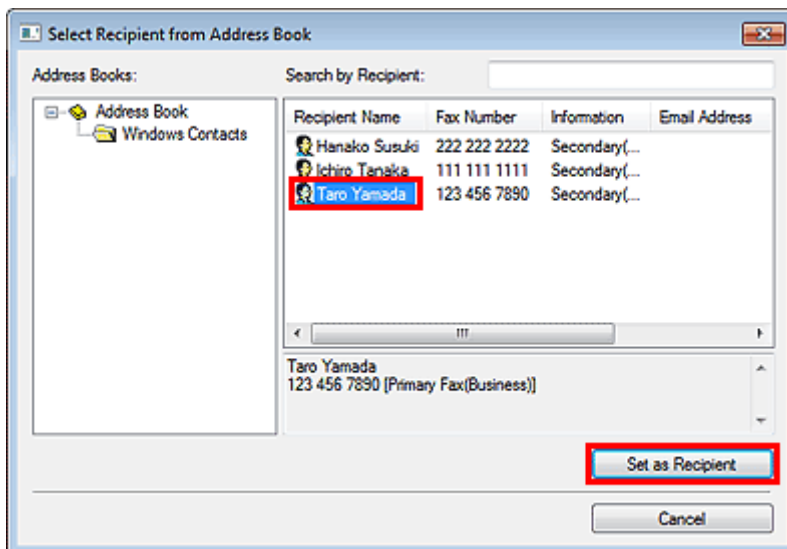 Select Recipient from Address Book
Address Books:
Search by Recipient:
Address Book
Windows Contacts
Recipient Name Fax Number Information Email Address
Hanako Susuki 222 222 2222 Secondary(...
Ichiro Tanaka 111 111 1111 Secondary(...
Taro Yamada 123 456 7890 Secondary(...
Taro Yamada
123 456 7890 [Primary Fax(Business)]
Set as Recipient
Cancel